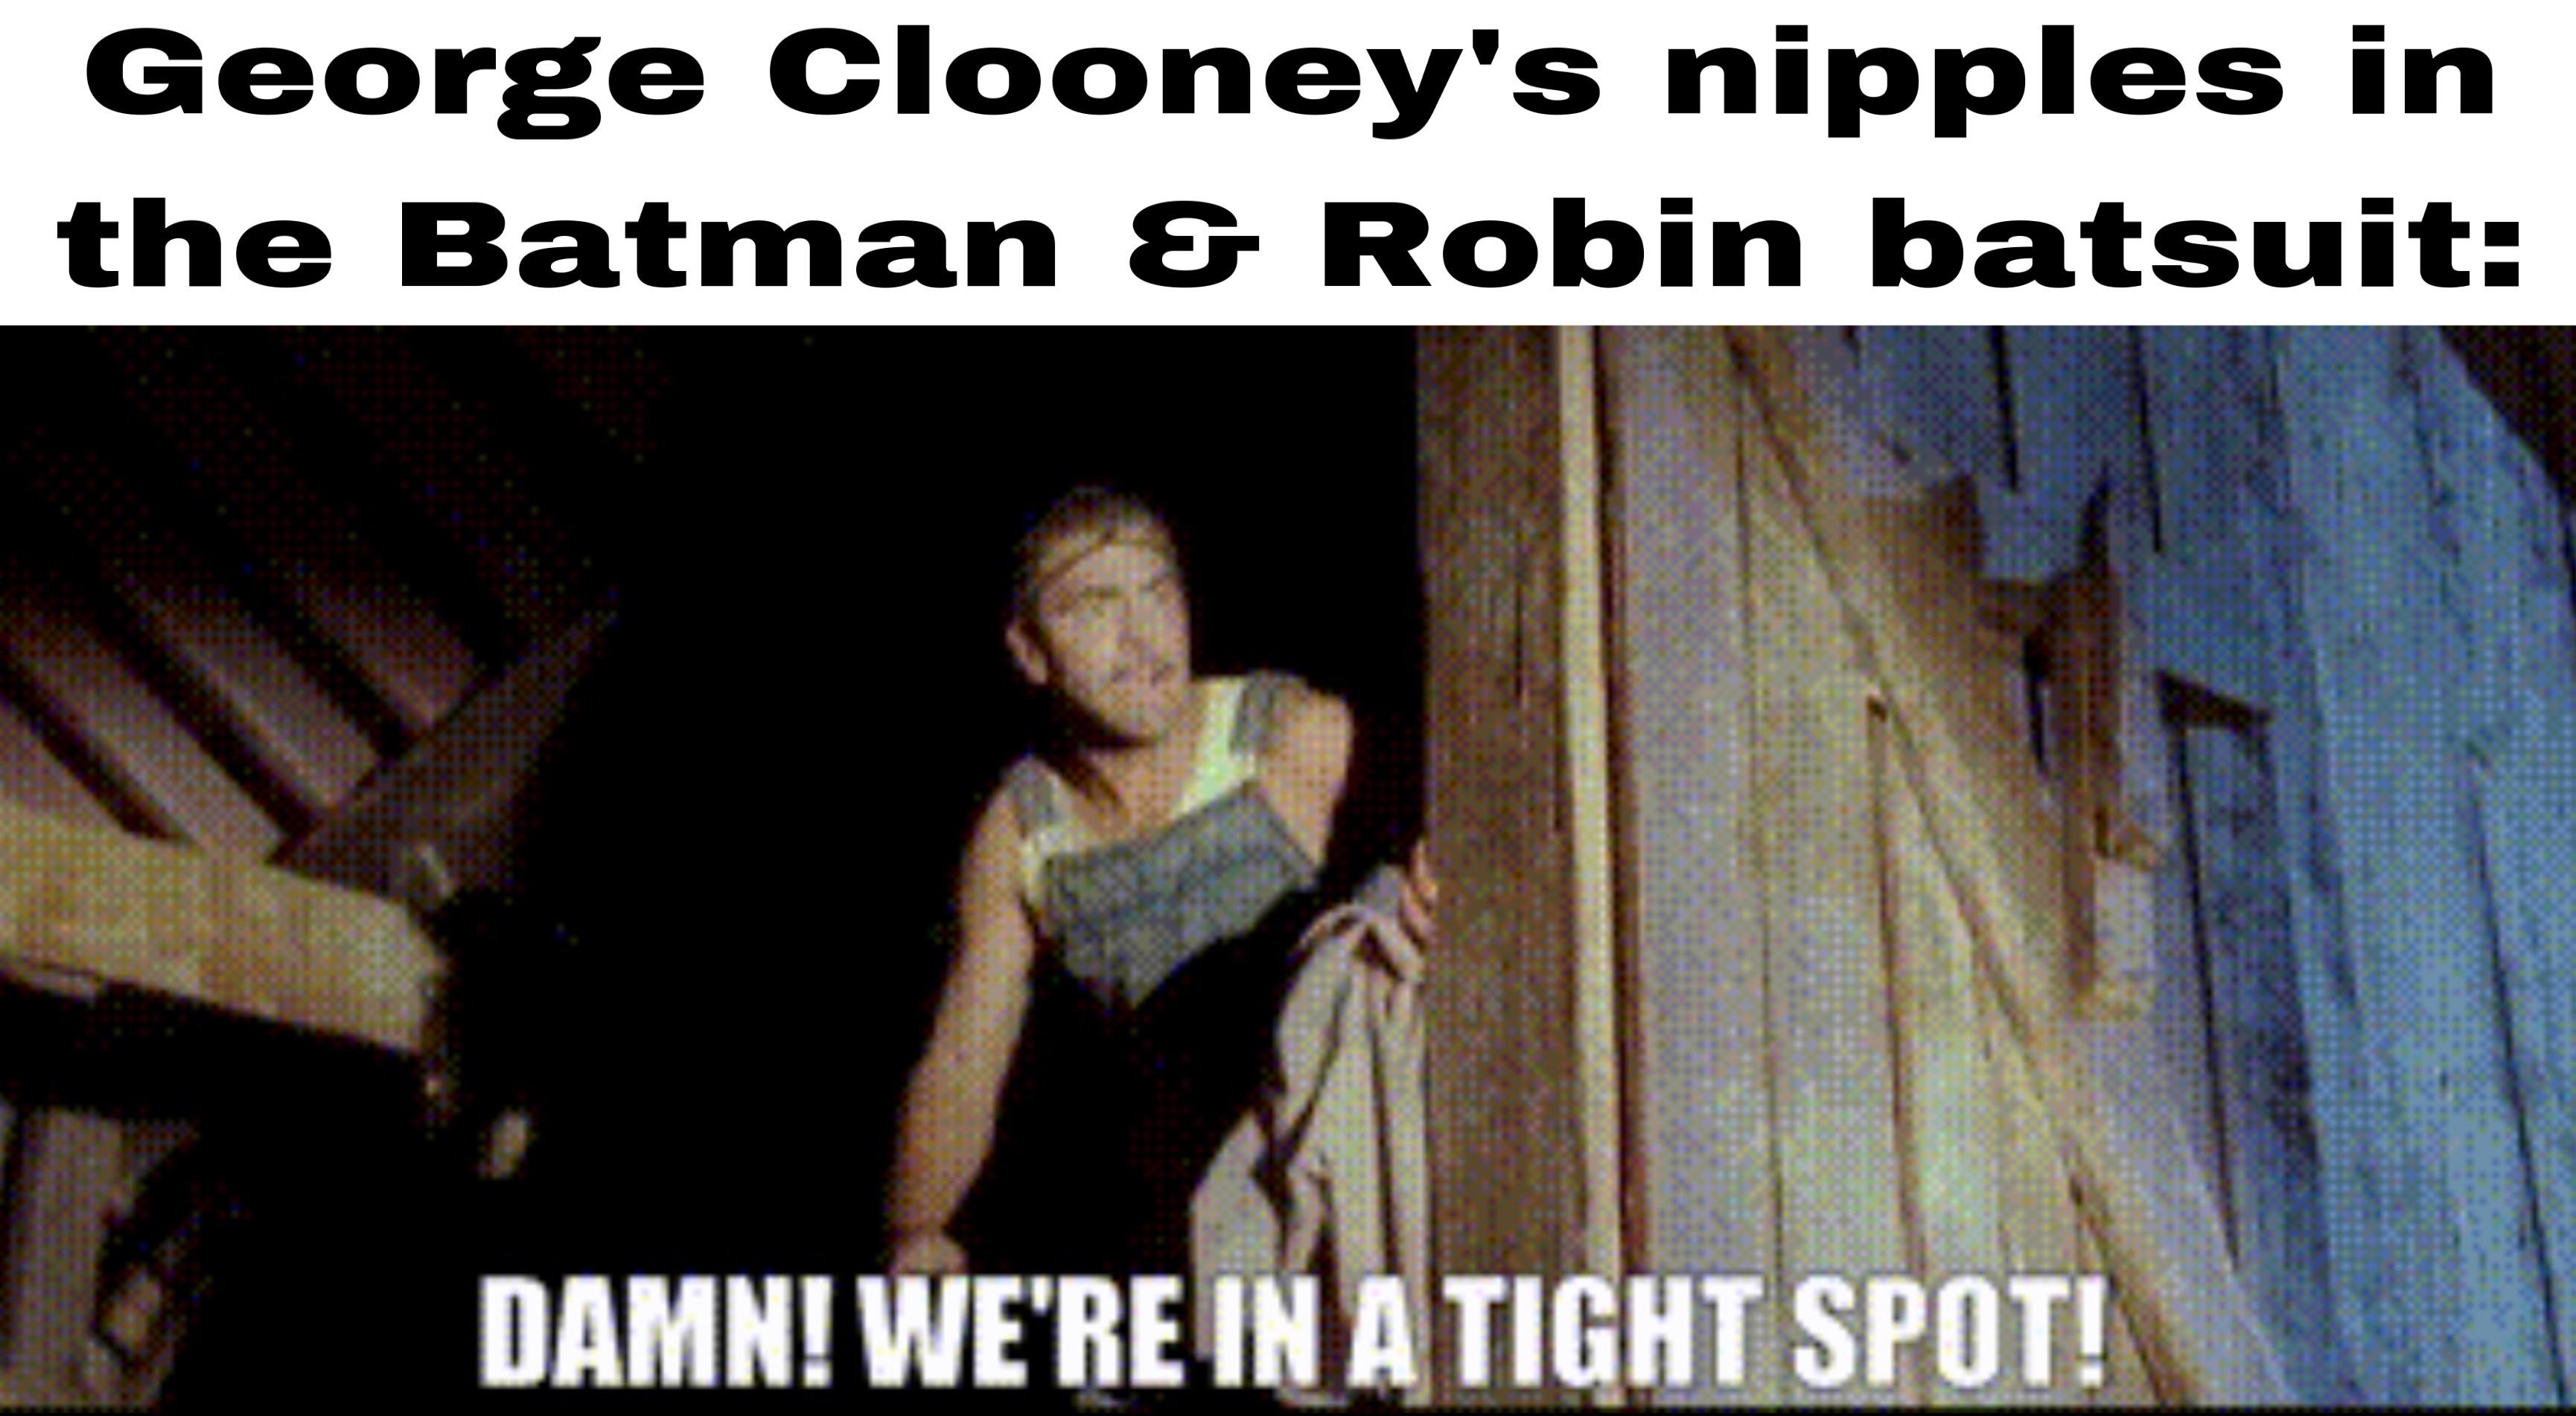 George Clooney's nipples in
the Batman & Robin batsuit:
DAMN! WE'RE IN A TIGHT SPOT!